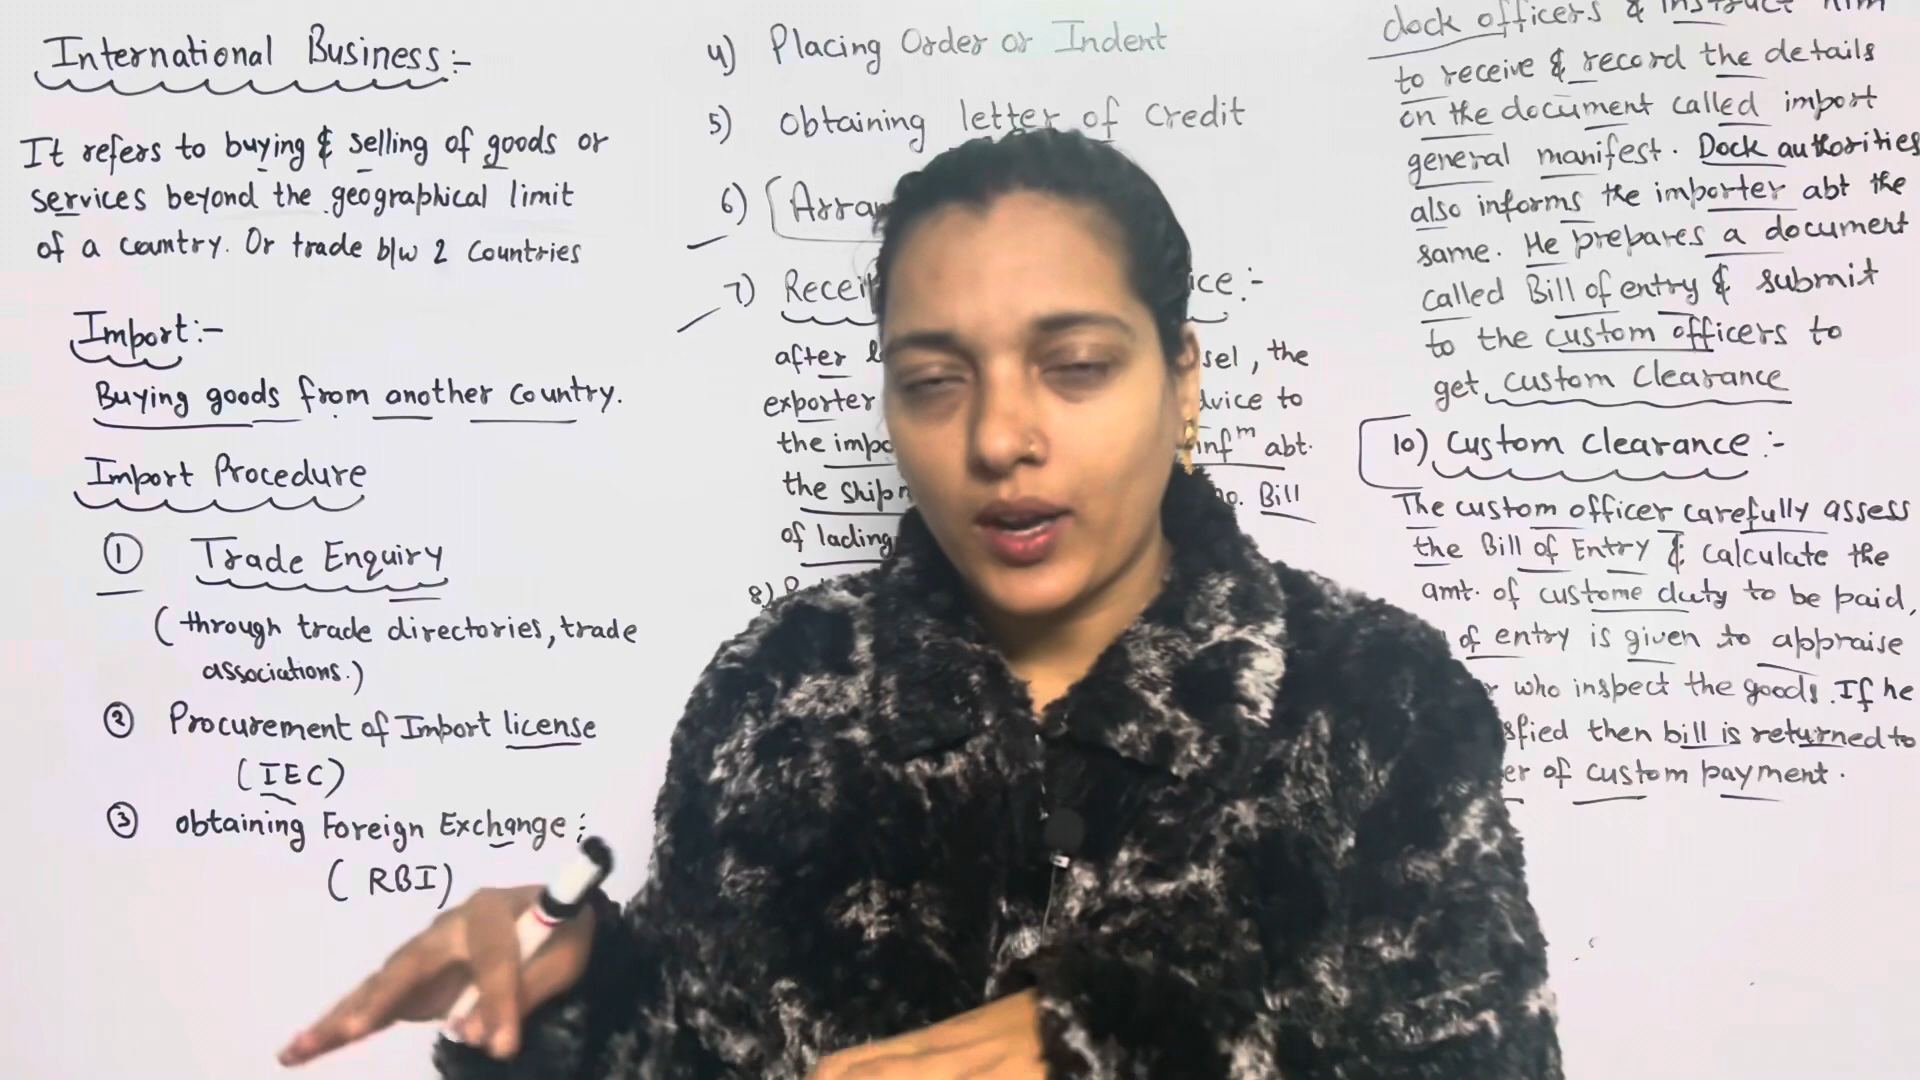 International Business:-
It refers to buying & selling of goods or
services beyond the geographical limit
of a country. Or trade b/w 2 Countries
Import:-
Buying goods from another Country.
Import Procedure
① Trade Enquiry
(through trade directories, trade
associations.)
② Procurement of Import license
(IEC)
③ obtaining Foreign Exchange:
(RBI)
4) Placing Order or Indent
5) obtaining letter of Credit
6)
7)
after the
exporter to
the infᵐ abt.
the Bill
of lading
8)
dock officers & instruct him
to receive & record the details
on the document called import
general manifest. Dock authorities
also informs the importer abt the
same. He prepares a document
called Bill of entry & submit
to the custom officers to
get custom Clearance
10) Custom Clearance:-
The custom officer carefully assess
the Bill of Entry & calculate the
amt. of custome duty to be paid,
of entry is given to appraise
who inspect the goods. If he
then bill is returned to
of custom payment.